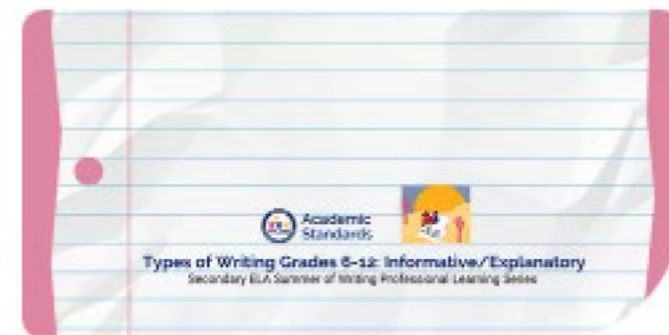 Academic
Standards
Types of Writing Grades 6-12: Informative/Explanatory
Secondary ELA Summer of Writing Professional Learning Series